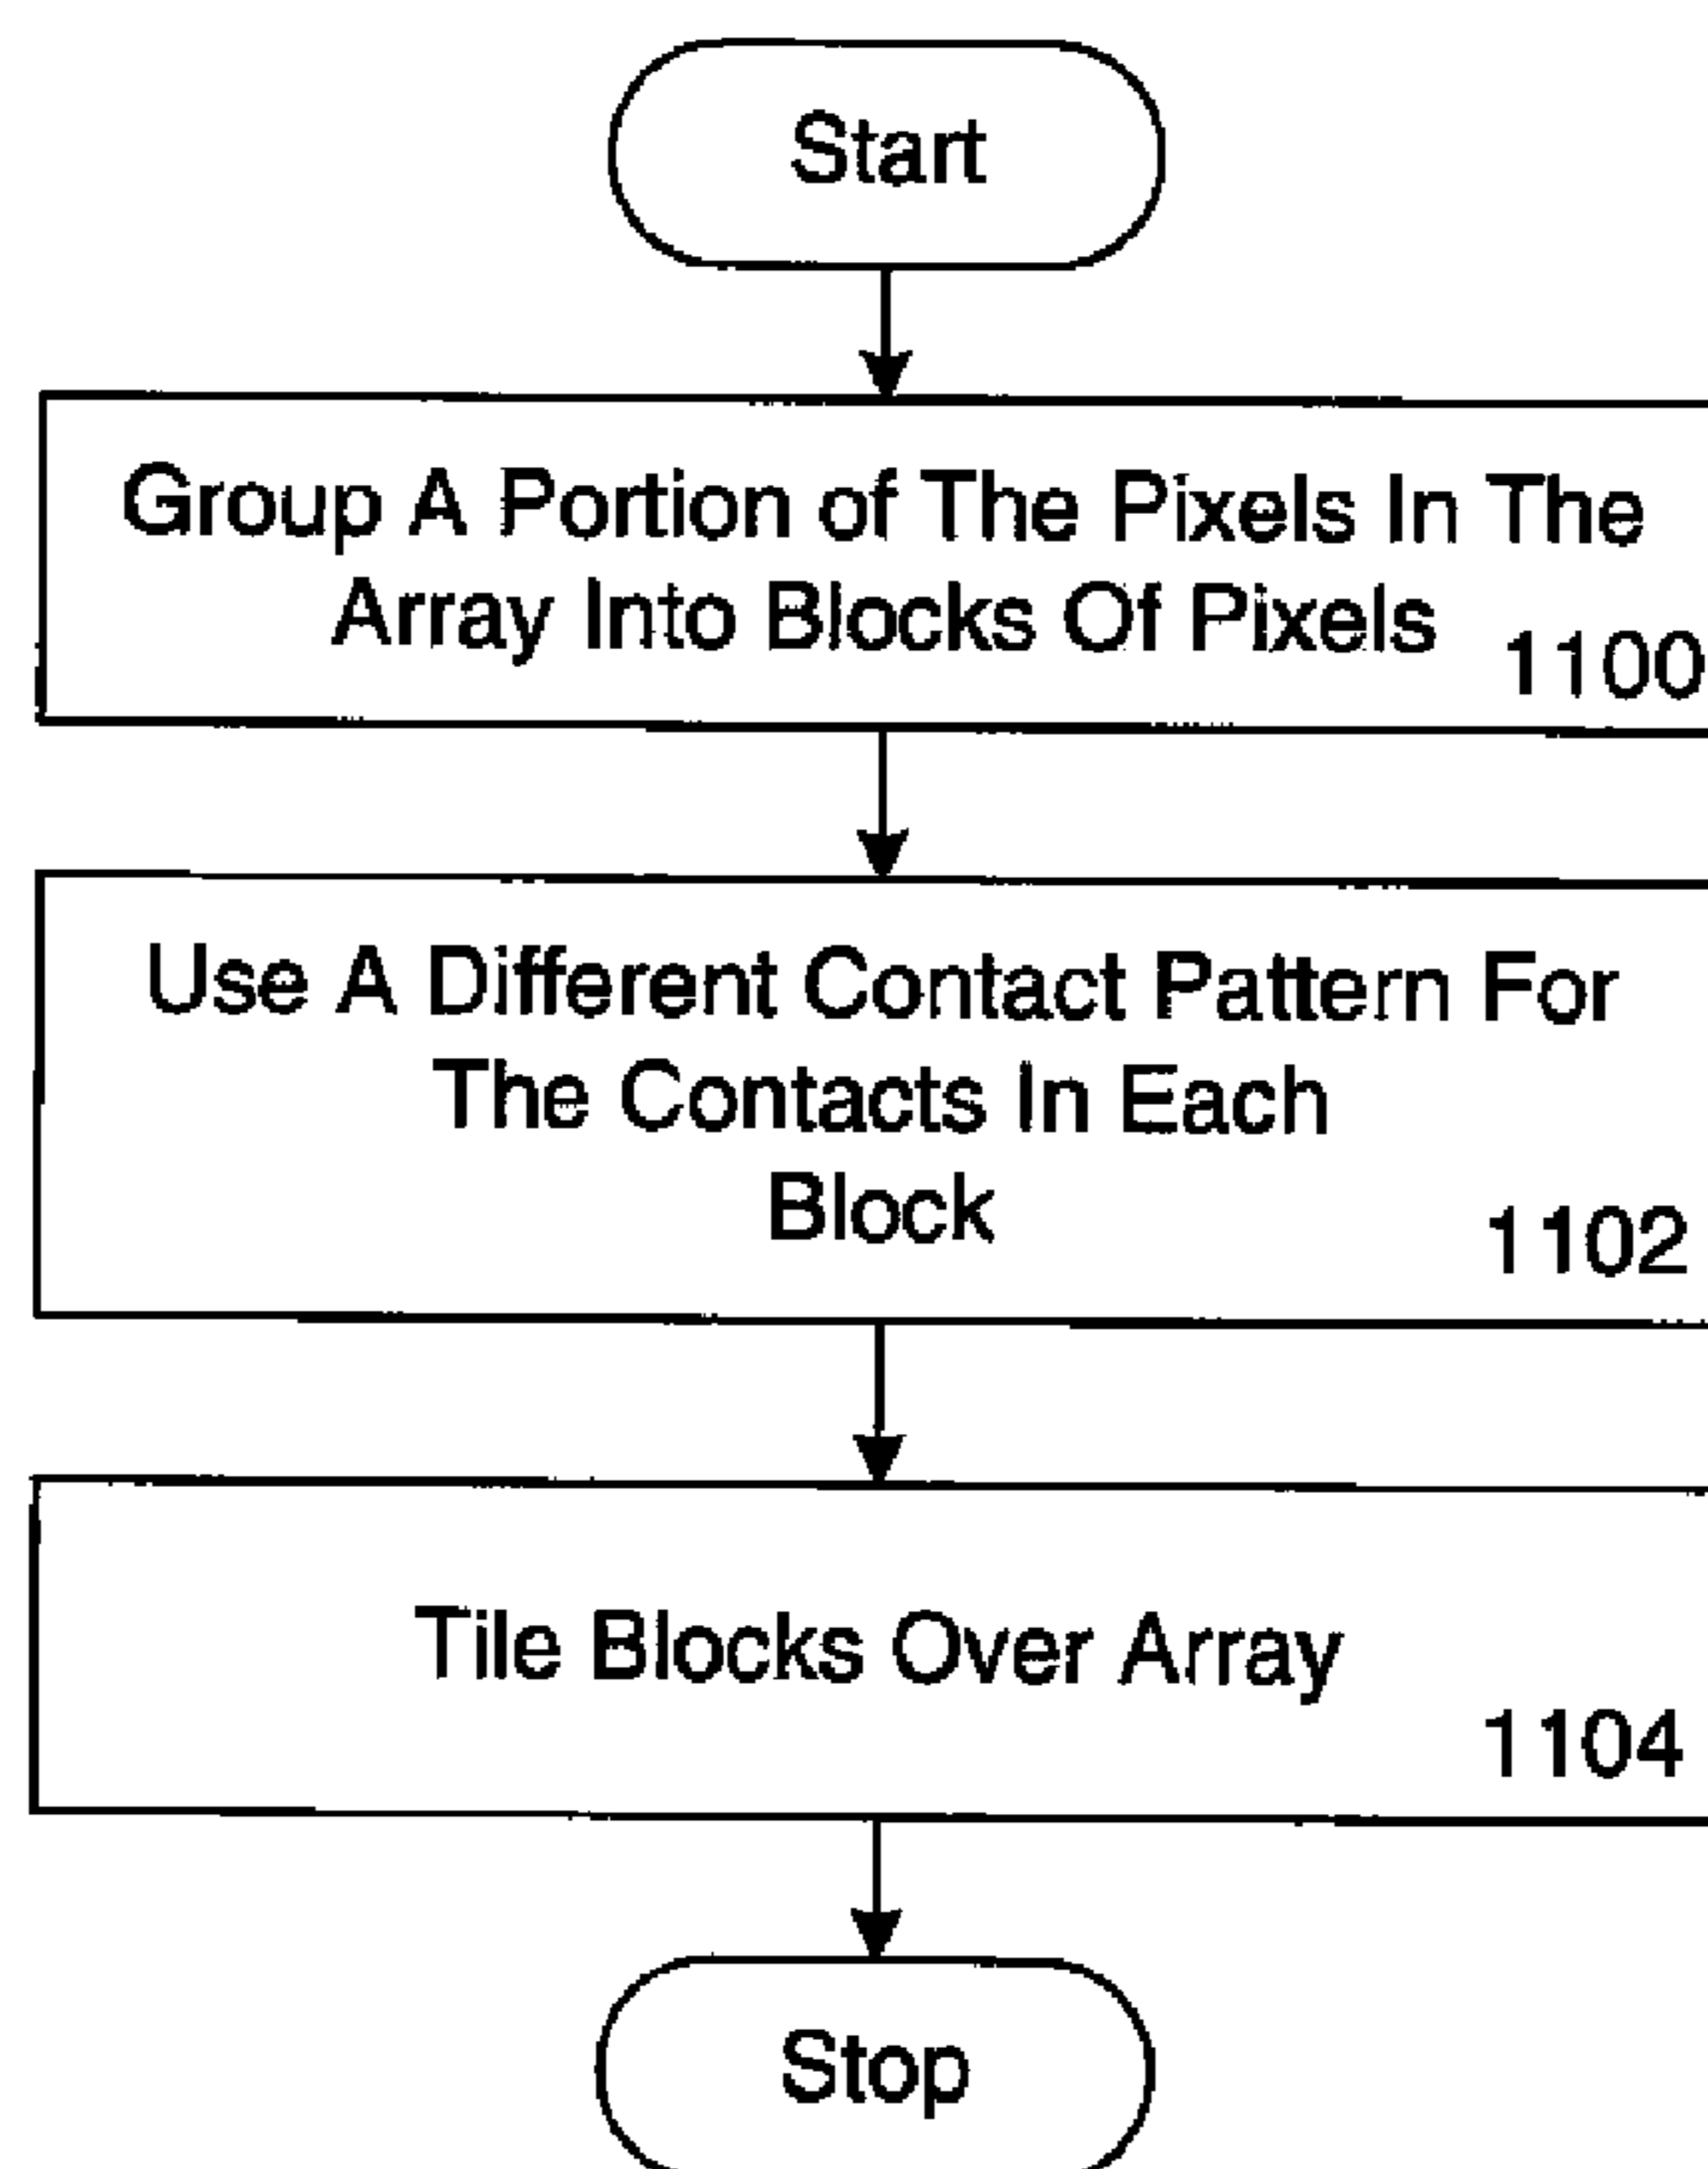 Start
Group A Portion of The Pixels In The
Array Into Blocks Of Pixels
1100
Use A Different Contact Pattern For
The Contacts In Each
Block
1102
Tile Blocks Over Array
1104
Stop